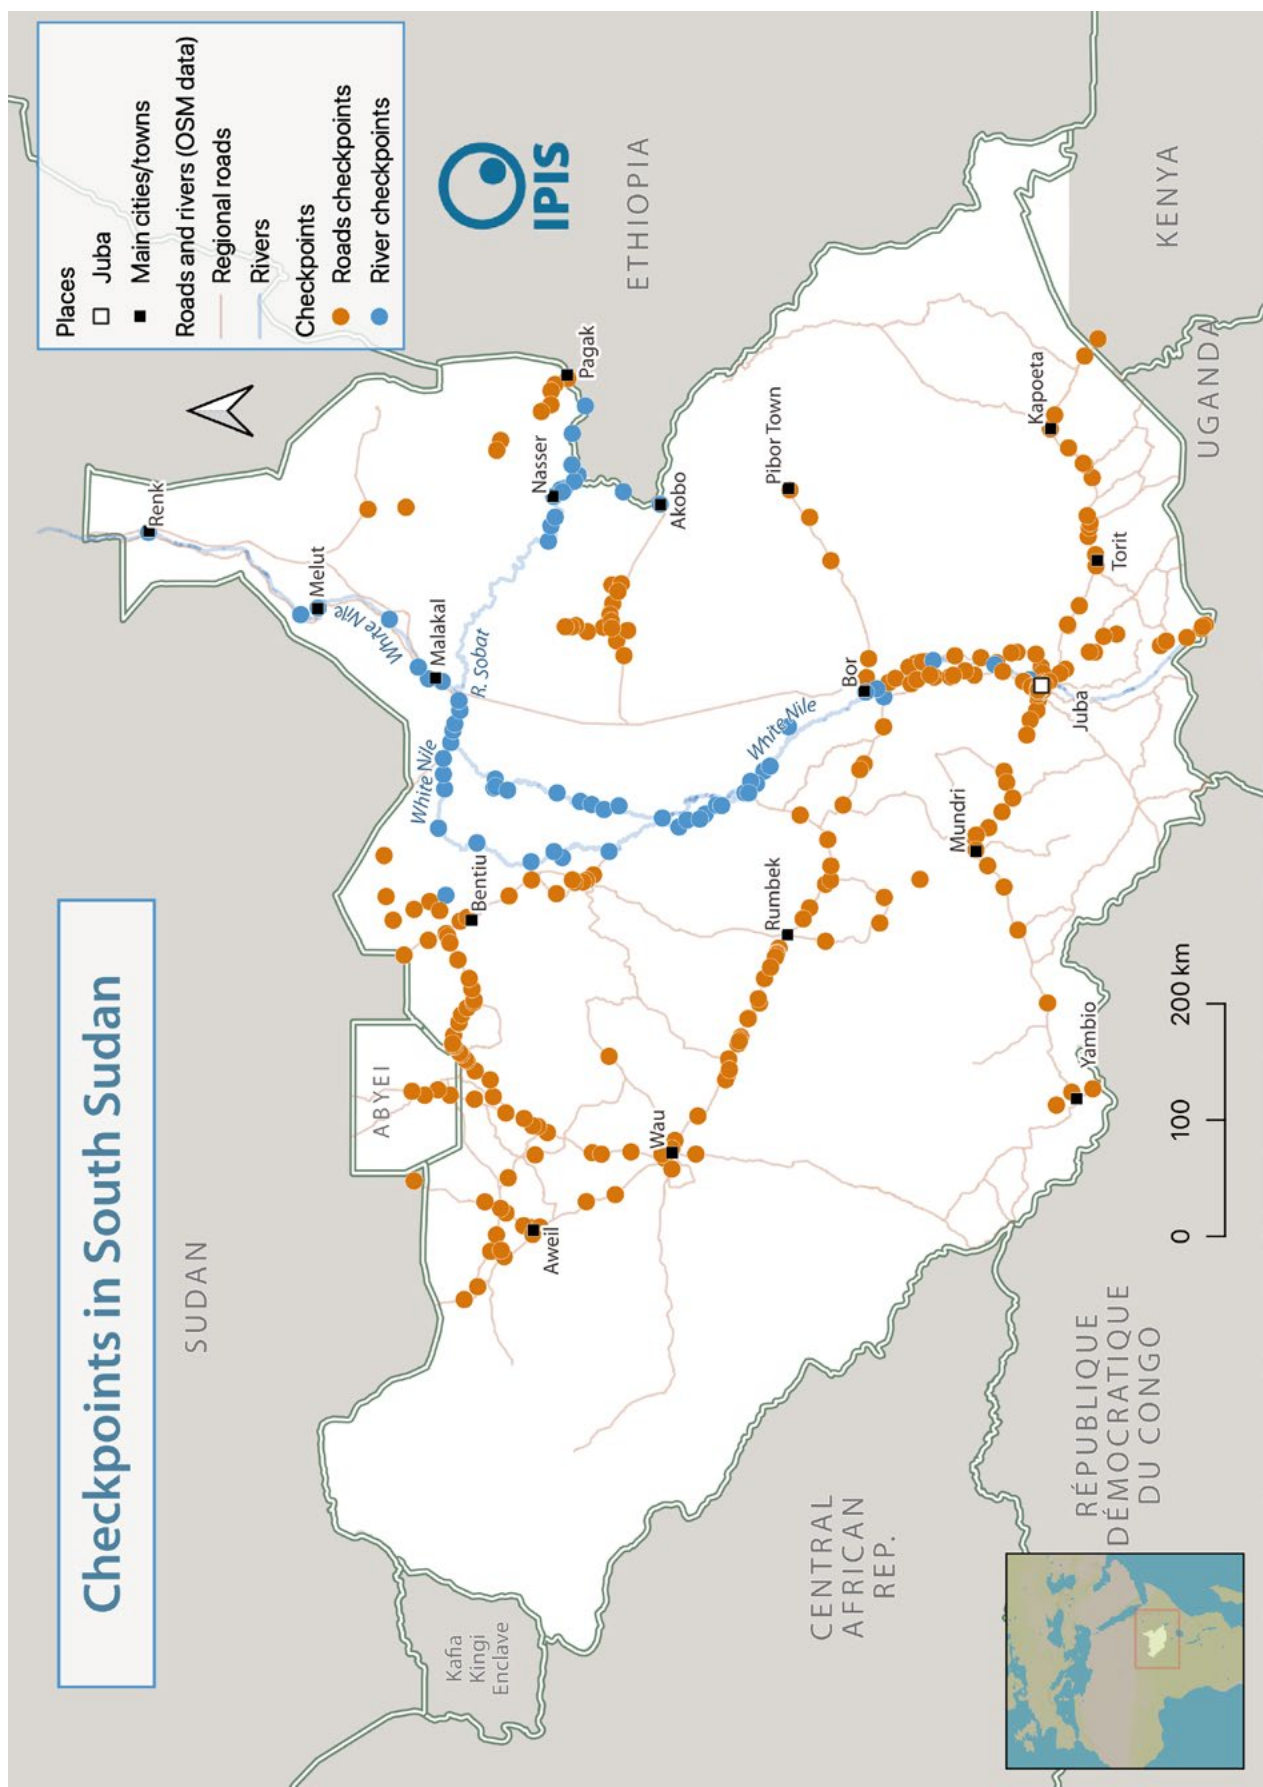 Checkpoints in South Sudan
Places
Juba
Main cities/towns
Roads and rivers (OSM data)
Regional roads
Rivers
Checkpoints
Roads checkpoints
River checkpoints
IPIS
SUDAN
ETHIOPIA
KENYA
UGANDA
CENTRAL
AFRICAN
REP.
RÉPUBLIQUE
DÉMOCRATIQUE
DU CONGO
Kafia
Kingi
Enclave
ABYEI
Renk
Melut
White Nile
Malakal
R. Sobat
White Nile
Nasser
Pagak
Akobo
Bentiu
Aweil
Wau
Rumbek
White Nile
Bor
Pibor Town
Kapoeta
Torit
Juba
Mundri
Yambio
0
100
200 km